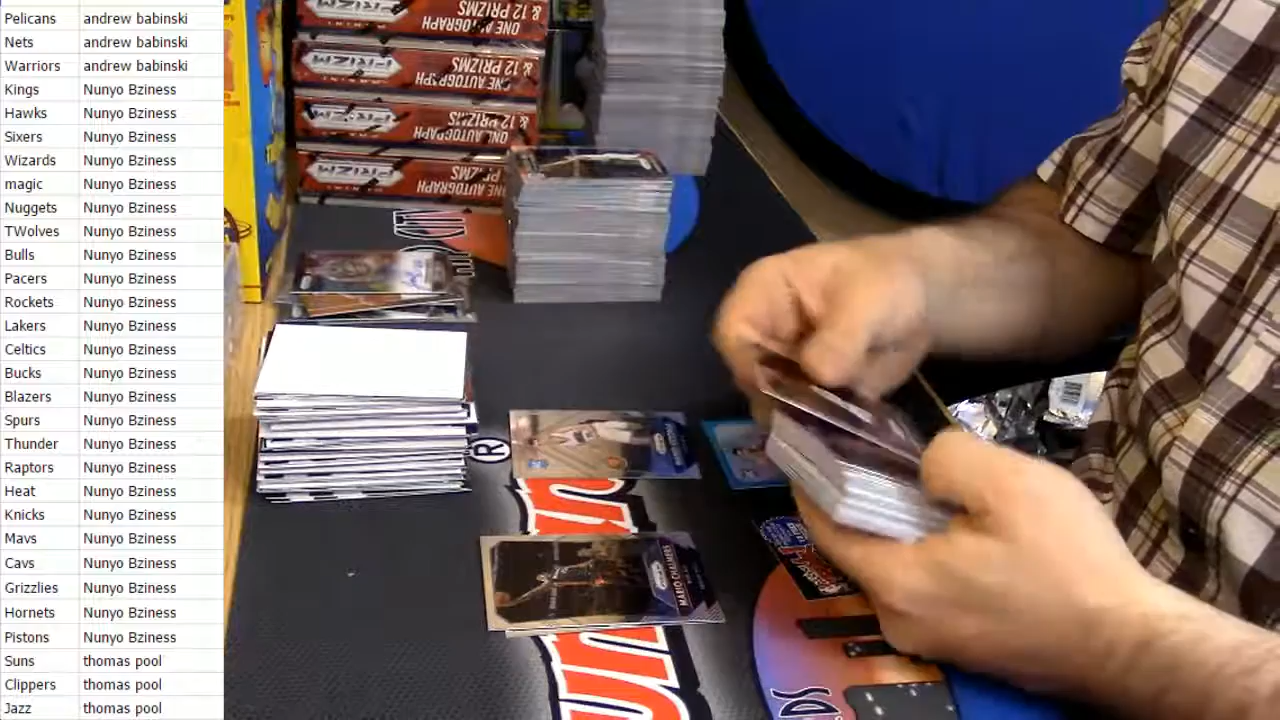 Pelicans andrew babinski
Nets andrew babinski
Warriors andrew babinski
Kings Nunyo Bziness
Hawks Nunyo Bziness
Sixers Nunyo Bziness
Wizards Nunyo Bziness
magic Nunyo Bziness
Nuggets Nunyo Bziness
TWolves Nunyo Bziness
Bulls Nunyo Bziness
Pacers Nunyo Bziness
Rockets Nunyo Bziness
Lakers Nunyo Bziness
Celtics Nunyo Bziness
Bucks Nunyo Bziness
Blazers Nunyo Bziness
Spurs Nunyo Bziness
Thunder Nunyo Bziness
Raptors Nunyo Bziness
Heat Nunyo Bziness
Knicks Nunyo Bziness
Mavs Nunyo Bziness
Cavs Nunyo Bziness
Grizzlies Nunyo Bziness
Hornets Nunyo Bziness
Pistons Nunyo Bziness
Suns thomas pool
Clippers thomas pool
Jazz thomas pool
PRIZM
ONE AUTOGRAPH
& 12 PRIZMS
PRIZM
ONE AUTOGRAPH
& 12 PRIZMS
PRIZM
ONE AUTOGRAPH
& 12 PRIZMS
PRIZM
ONE AUTOGRAPH
PRIZMS
®
MARIO CHALMERS